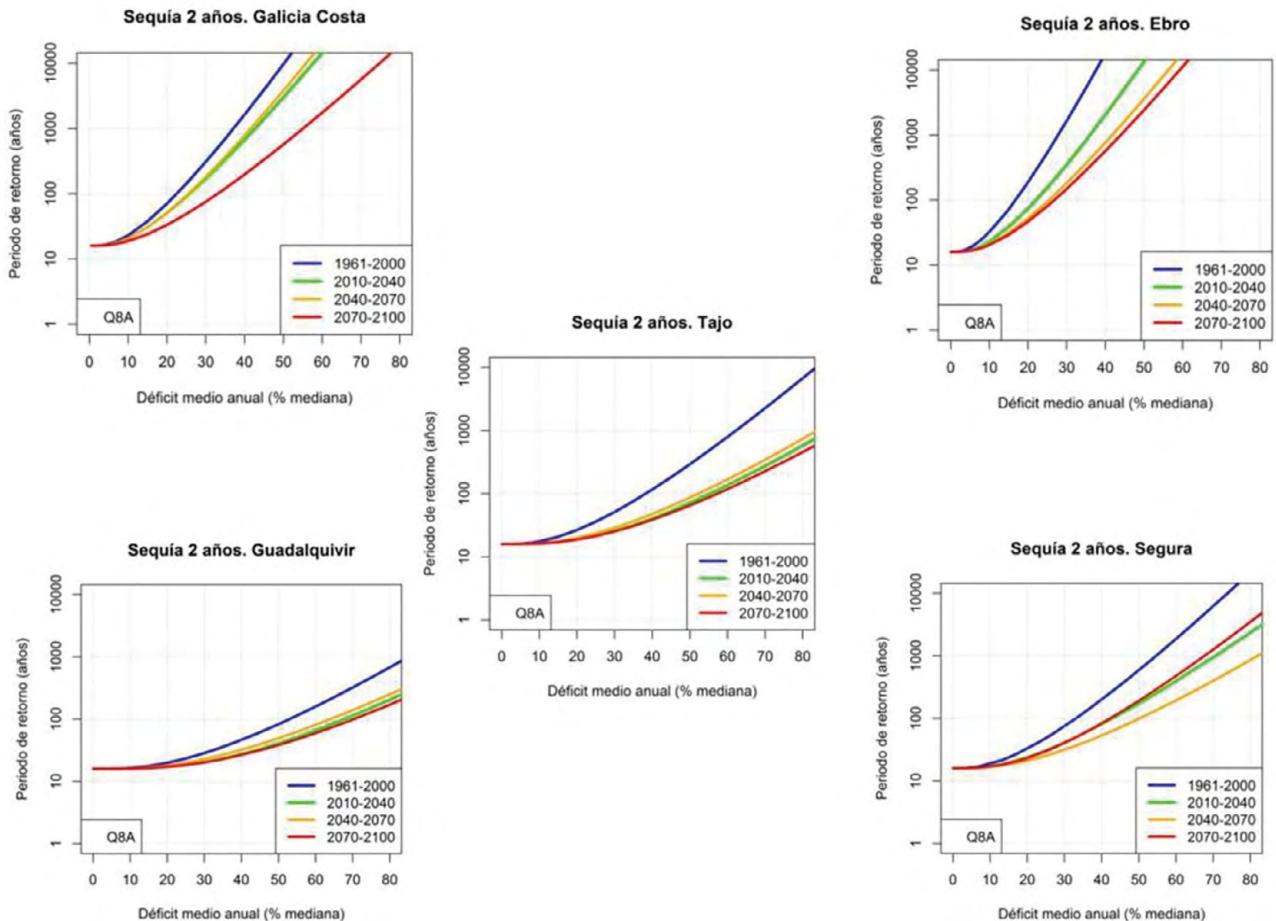 Sequía 2 años. Galicia Costa
Periodo de retorno (años)
10000
1000
100
10
1
1961-2000
2010-2040
2040-2070
2070-2100
Q8A
0 10 20 30 40 50 60 70 80
Déficit medio anual (% mediana)
Sequía 2 años. Ebro
Periodo de retorno (años)
10000
1000
100
10
1
1961-2000
2010-2040
2040-2070
2070-2100
Q8A
0 10 20 30 40 50 60 70 80
Déficit medio anual (% mediana)
Sequía 2 años. Tajo
Periodo de retorno (años)
10000
1000
100
10
1
1961-2000
2010-2040
2040-2070
2070-2100
Q8A
0 10 20 30 40 50 60 70 80
Déficit medio anual (% mediana)
Sequía 2 años. Guadalquivir
Periodo de retorno (años)
10000
1000
100
10
1
1961-2000
2010-2040
2040-2070
2070-2100
Q8A
0 10 20 30 40 50 60 70 80
Déficit medio anual (% mediana)
Sequía 2 años. Segura
Periodo de retorno (años)
10000
1000
100
10
1
1961-2000
2010-2040
2040-2070
2070-2100
Q8A
0 10 20 30 40 50 60 70 80
Déficit medio anual (% mediana)